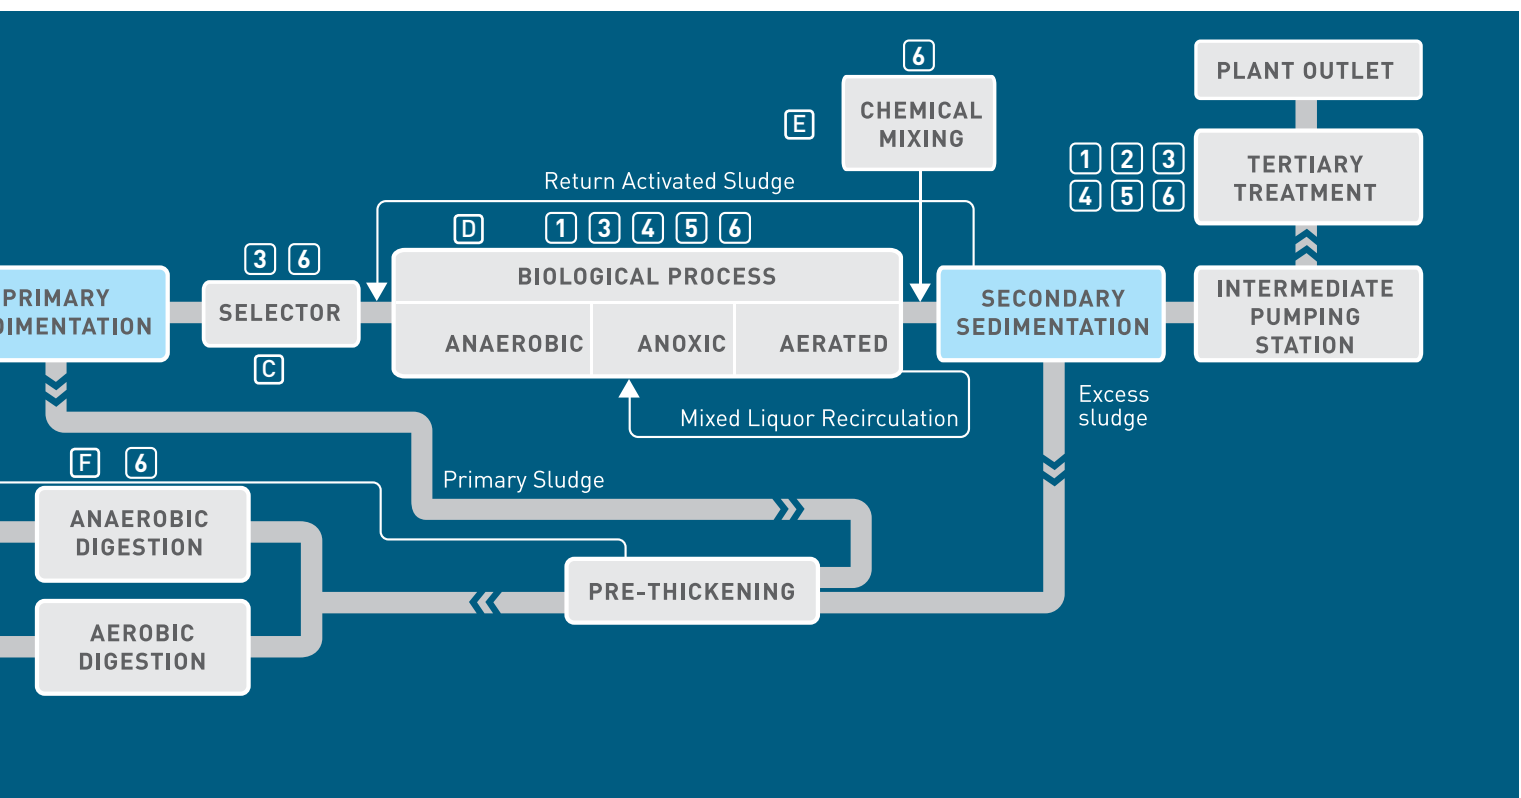 6
PLANT OUTLET
E
CHEMICAL
MIXING
1 2 3
4 5 6
TERTIARY
TREATMENT
Return Activated Sludge
D 1 3 4 5 6
3 6
BIOLOGICAL PROCESS
PRIMARY
DIMENTATION
SELECTOR
C
ANAEROBIC ANOXIC AERATED
SECONDARY
SEDIMENTATION
INTERMEDIATE
PUMPING
STATION
Mixed Liquor Recirculation
Excess
sludge
F 6
Primary Sludge
ANAEROBIC
DIGESTION
PRE-THICKENING
AEROBIC
DIGESTION